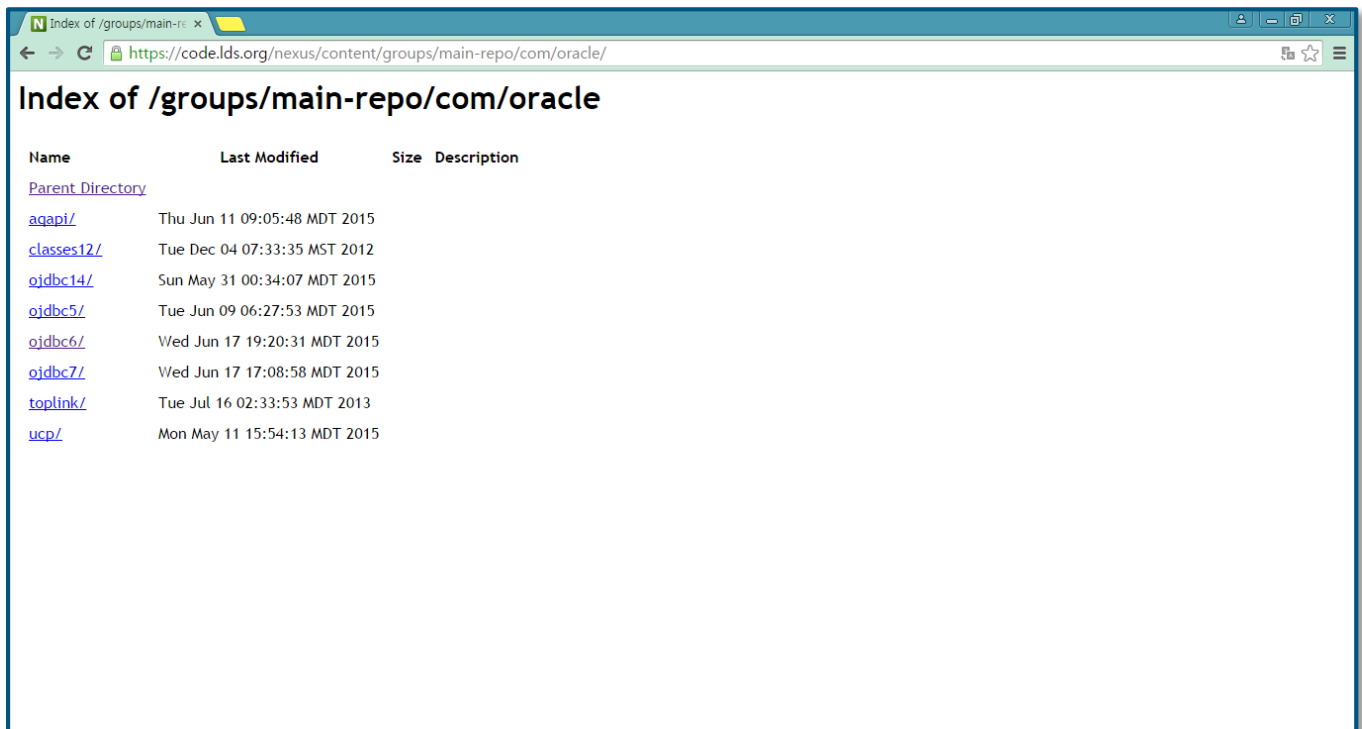 Index of /groups/main-re
https://code.lds.org/nexus/content/groups/main-repo/com/oracle/
Index of /groups/main-repo/com/oracle
Name Last Modified Size Description
Parent Directory
aqapi/ Thu Jun 11 09:05:48 MDT 2015
classes12/ Tue Dec 04 07:33:35 MST 2012
ojdbc14/ Sun May 31 00:34:07 MDT 2015
ojdbc5/ Tue Jun 09 06:27:53 MDT 2015
ojdbc6/ Wed Jun 17 19:20:31 MDT 2015
ojdbc7/ Wed Jun 17 17:08:58 MDT 2015
toplink/ Tue Jul 16 02:33:53 MDT 2013
ucp/ Mon May 11 15:54:13 MDT 2015